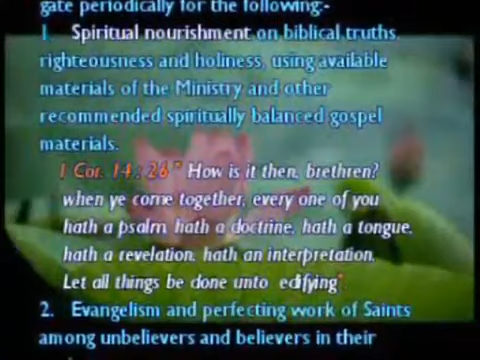 gate periodically for the following:-
1. Spiritual nourishment on biblical truths,
righteousness and holiness, using available
materials of the Ministry and other
recommended spiritually balanced gospel
materials.
1 Cor. 14:26" How is it then, brethren?
when ye come together, every one of you
hath a psalm, hath a doctrine, hath a tongue,
hath a revelation, hath an interpretation.
Let all things be done unto edifying".
2. Evangelism and perfecting work of Saints
among unbelievers and believers in their